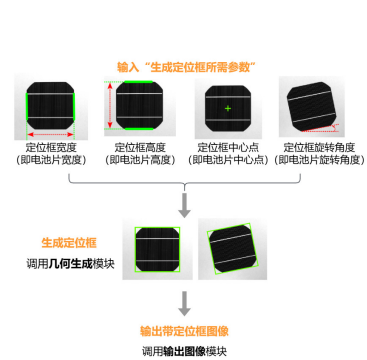 输入“生成定位框所需参数”
定位框宽度
(即电池片宽度)
定位框高度
(即电池片高度)
定位框中心点
(即电池片中心点)
定位框旋转角度
(即电池片旋转角度)
生成定位框
调用几何生成模块
输出带定位框图像
调用输出图像模块